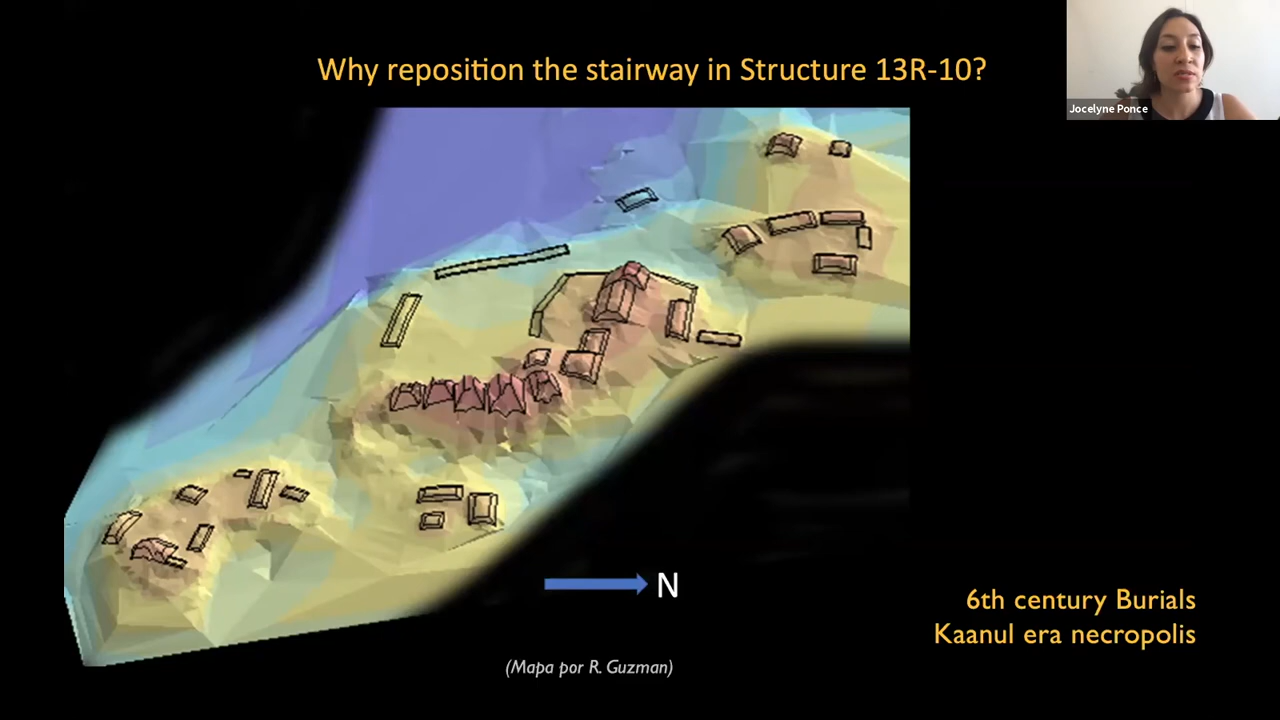 Why reposition the stairway in Structure 13R-10?
Jocelyne Ponce
N
6th century Burials
Kaanul era necropolis
(Mapa por R. Guzman)